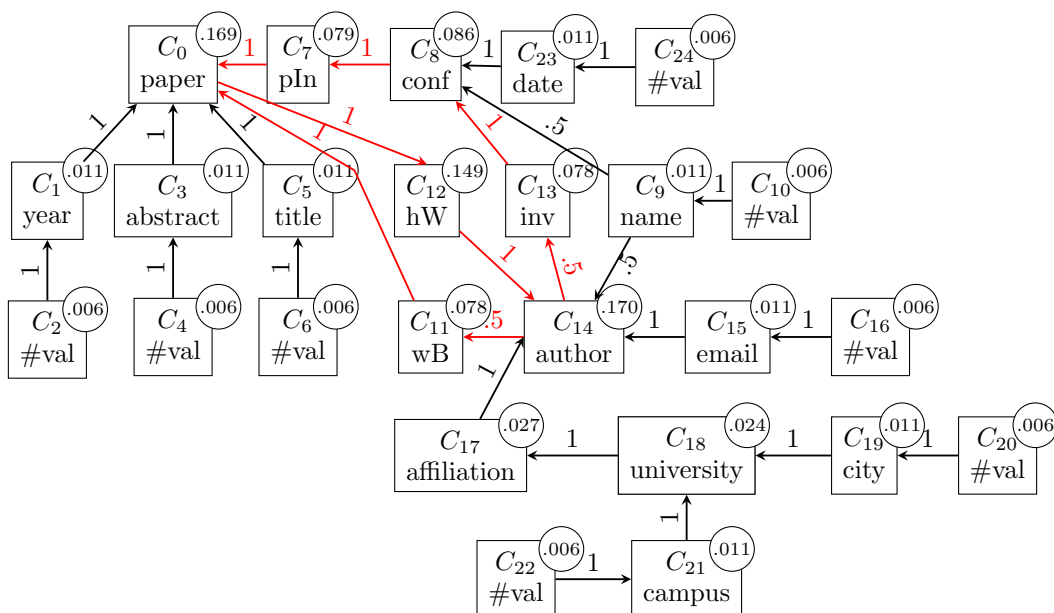 C0 .169
paper
1
C7 .079
pIn
1
C8 .086
conf
1
C23 .011
date
1
C24 .006
#val
1
1
1
1
1
1
.5
C1 .011
year
C3 .011
abstract
C5 .011
title
C12 .149
hW
C13 .078
inv
C9 .011
name
1
C10 .006
#val
1
1
1
1
.5
.5
C2 .006
#val
C4 .006
#val
C6 .006
#val
C11 .078
wB
.5
C14 .170
author
1
C15 .011
email
1
C16 .006
#val
1
C17 .027
affiliation
1
C18 .024
university
1
C19 .011
city
1
C20 .006
#val
1
C22 .006
#val
1
C21 .011
campus